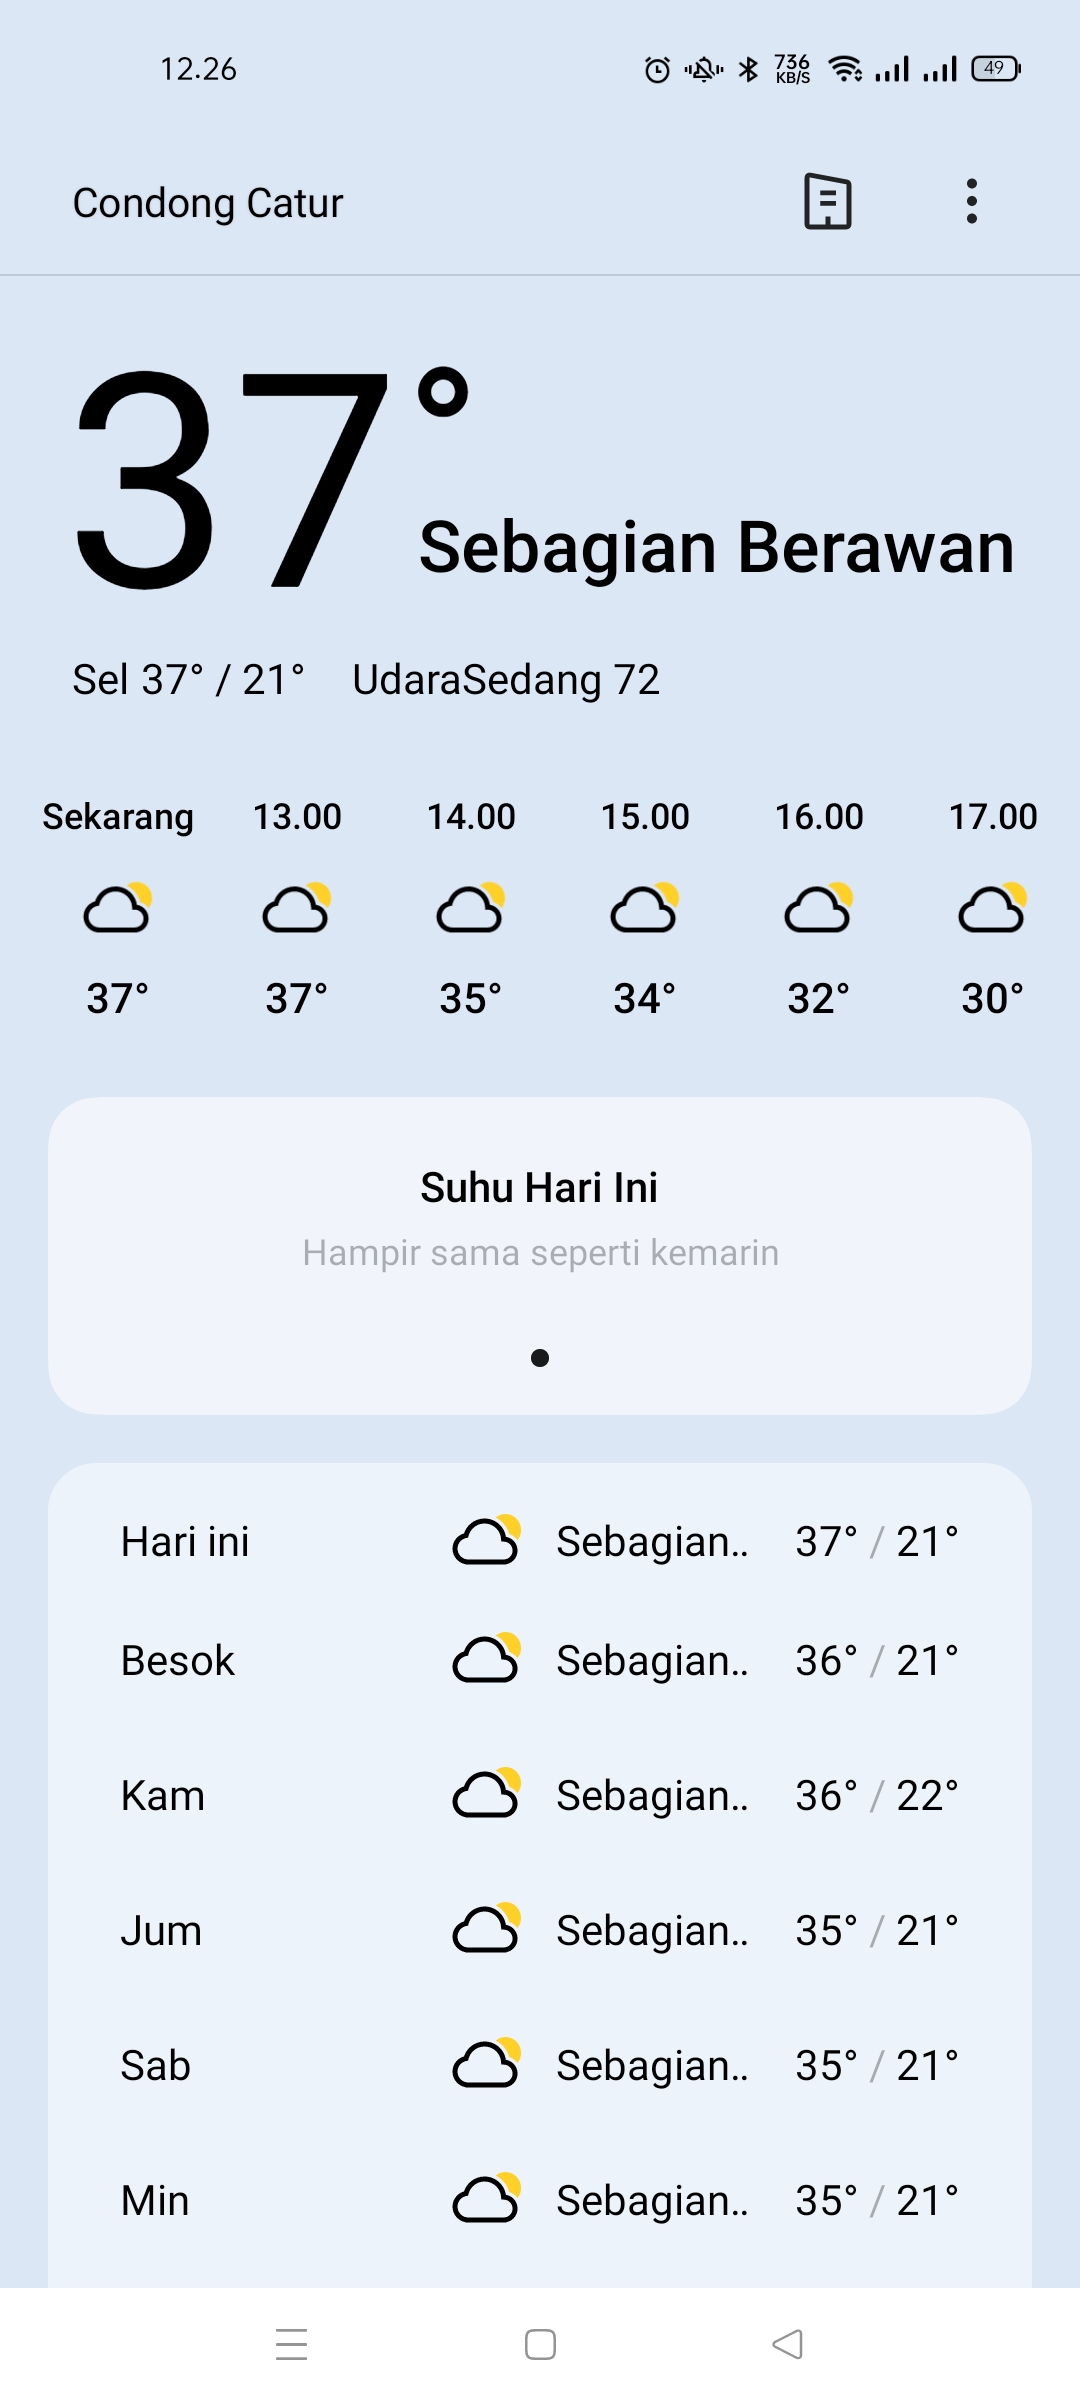 12.26
736
KB/S
49
Condong Catur
37°
Sebagian Berawan
Sel 37° / 21° UdaraSedang 72
Sekarang 13.00 14.00 15.00 16.00 17.00
37° 37° 35° 34° 32° 30°
Suhu Hari Ini
Hampir sama seperti kemarin
Hari ini Sebagian.. 37° / 21°
Besok Sebagian.. 36° / 21°
Kam Sebagian.. 36° / 22°
Jum Sebagian.. 35° / 21°
Sab Sebagian.. 35° / 21°
Min Sebagian.. 35° / 21°